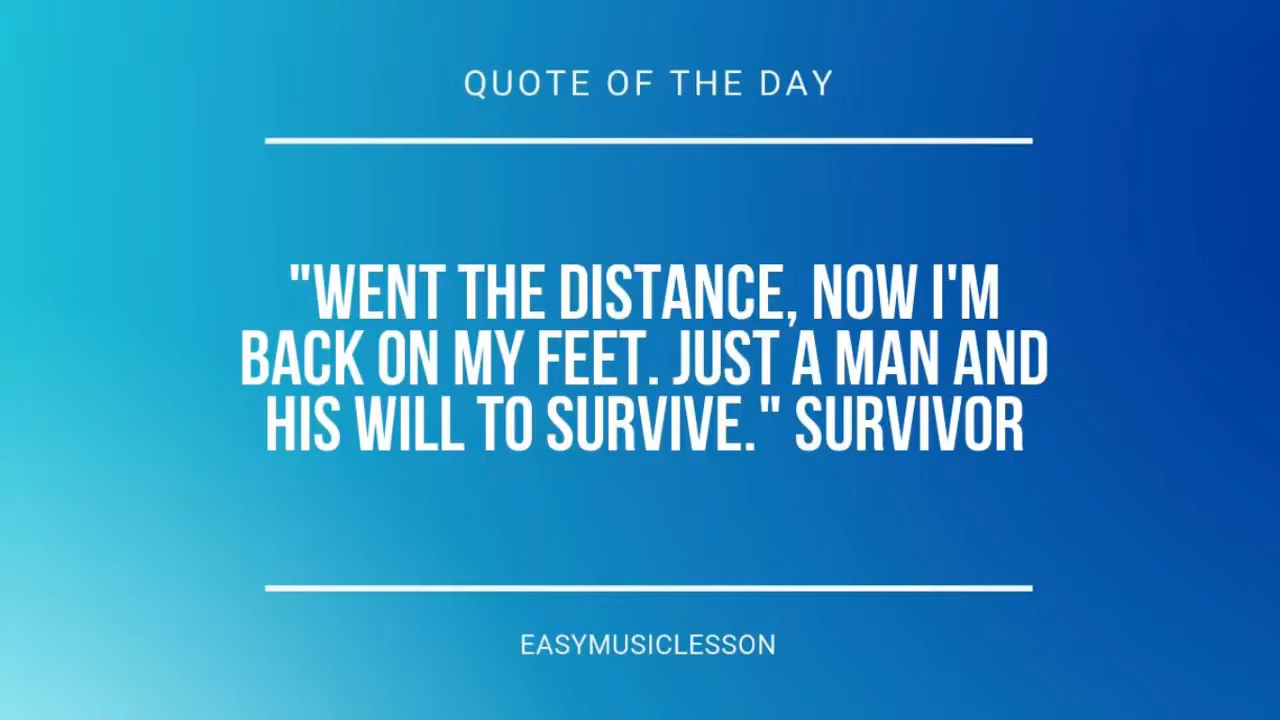 QUOTE OF THE DAY
"WENT THE DISTANCE, NOW I'M
BACK ON MY FEET. JUST A MAN AND
HIS WILL TO SURVIVE." SURVIVOR
EASYMUSICLESSON